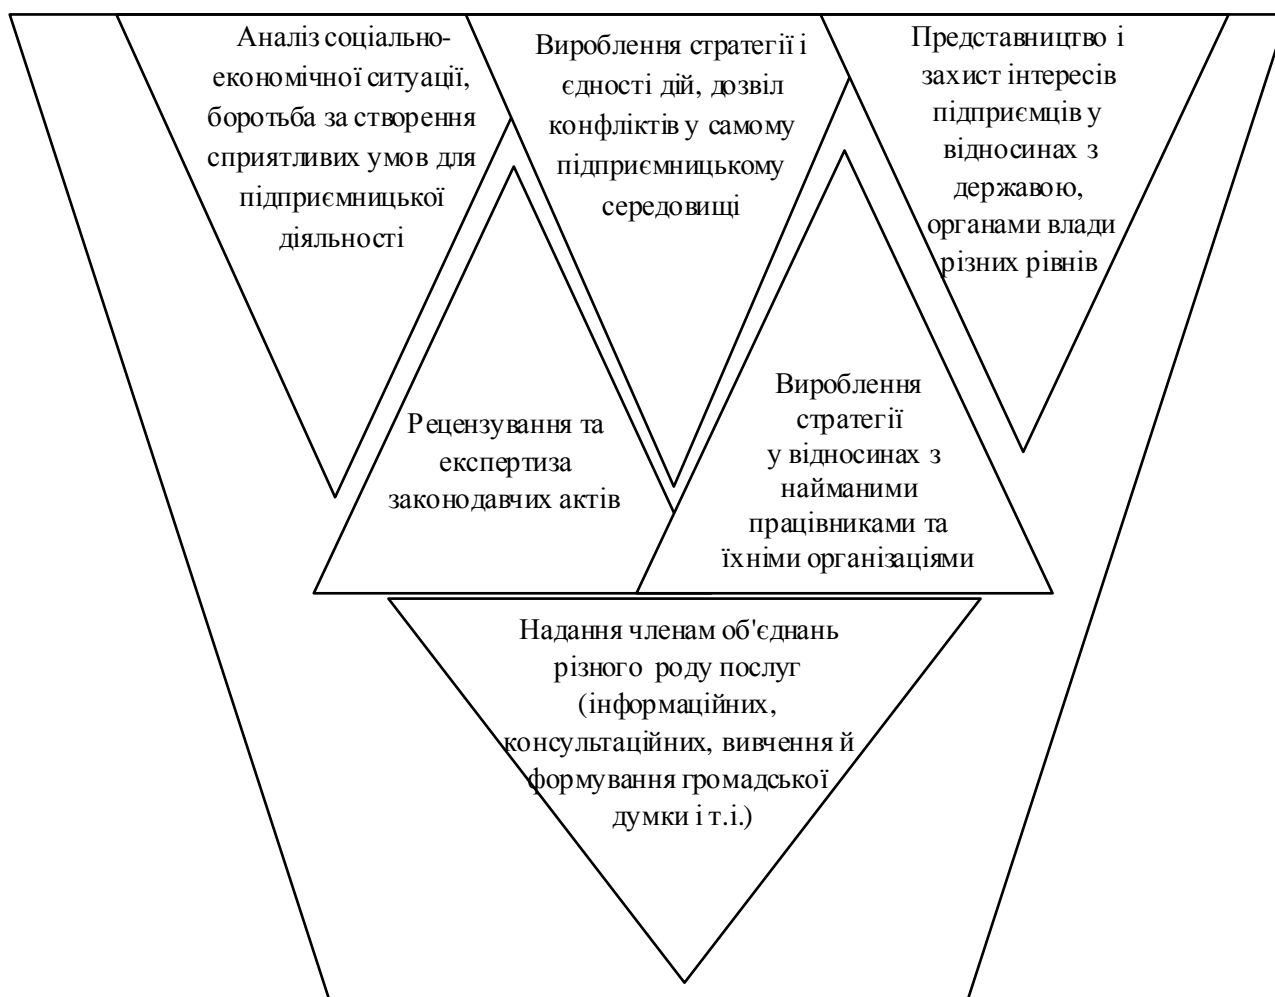 Аналіз соціально-
економічної ситуації,
боротьба за створення
сприятливих умов для
підприємницької
діяльності
Вироблення стратегії і
єдності дій, дозвіл
конфліктів у самому
підприємницькому
середовищі
Представництво і
захист інтересів
підприємців у
відносинах з
державою,
органами влади
різних рівнів
Рецензування та
експертиза
законодавчих актів
Вироблення
стратегії
у відносинах з
найманими
працівниками та
їхніми організаціями
Надання членам об'єднань
різного роду послуг
(інформаційних,
консультаційних, вивчення й
формування громадської
думки і т.і.)